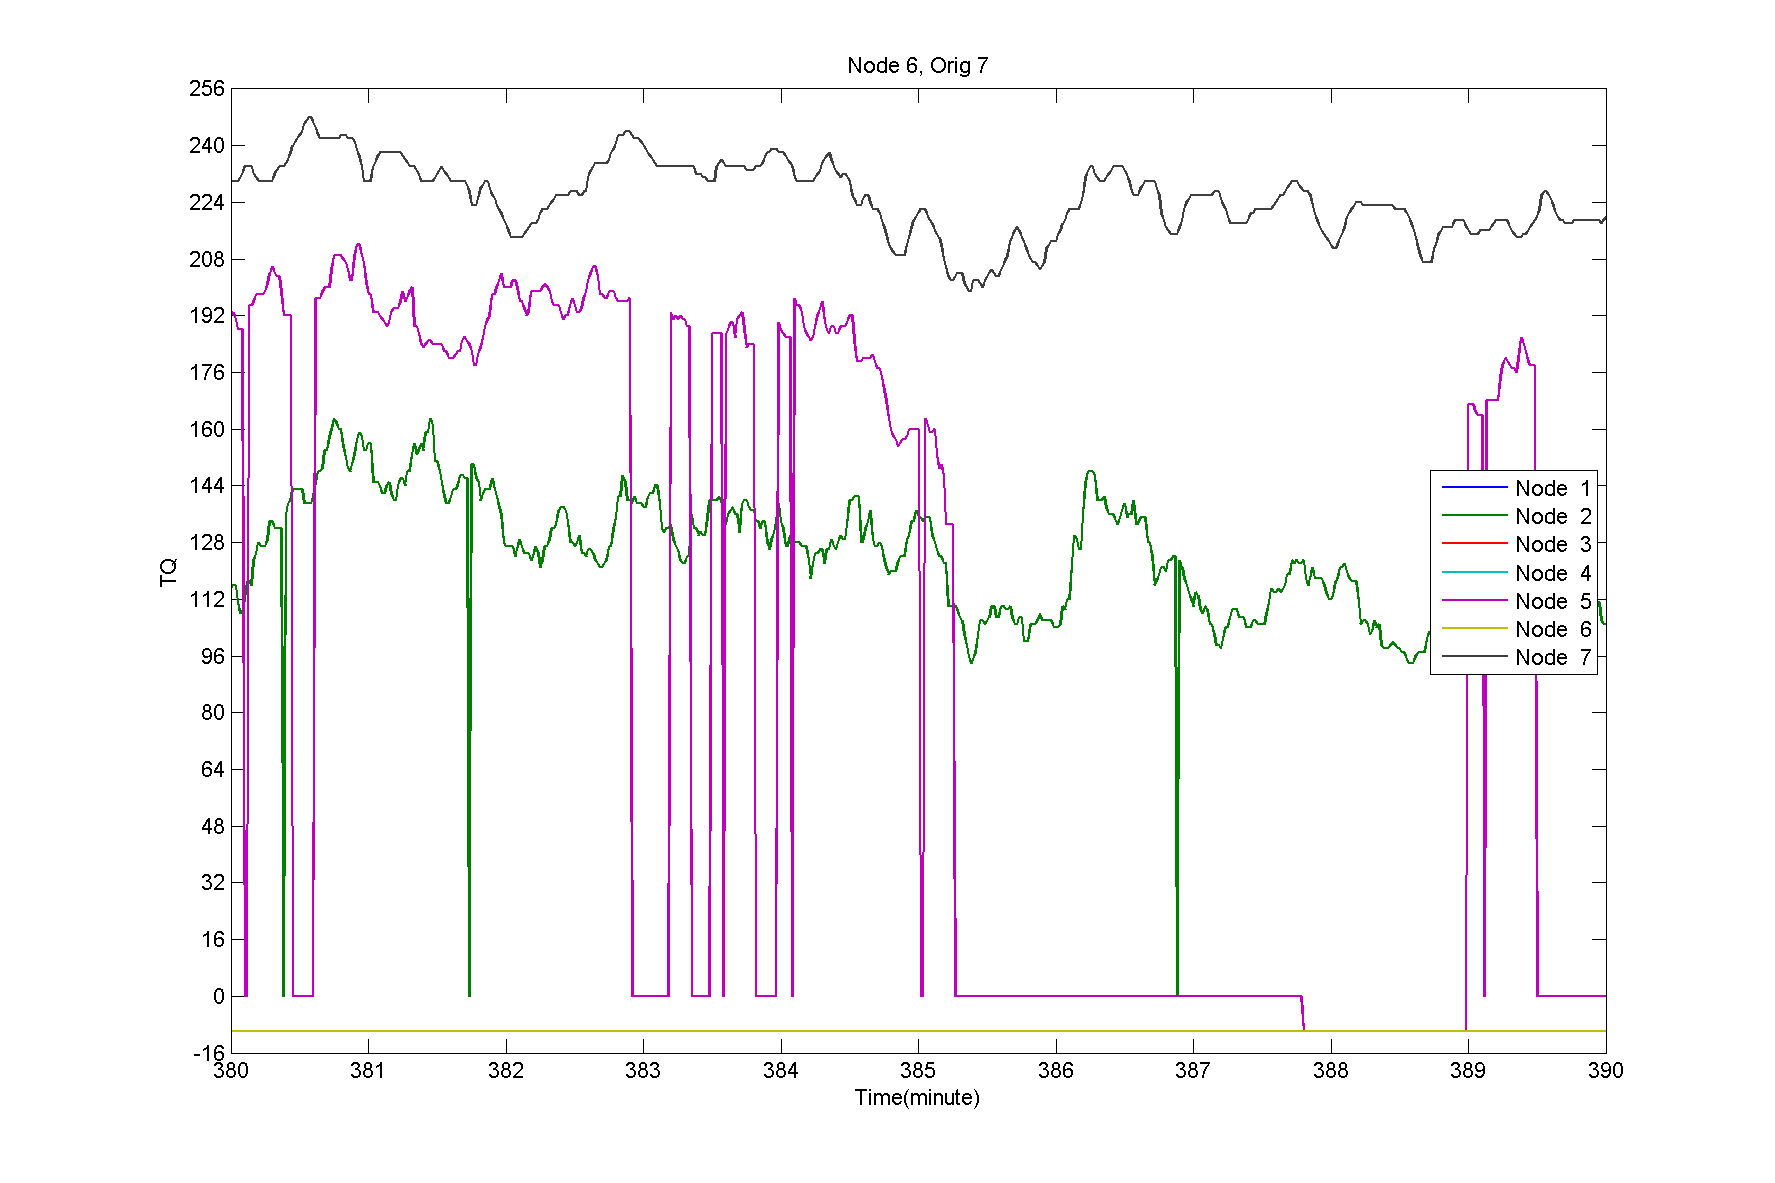 Node 6, Orig 7
256
240
224
208
192
176
160
144
128
112
96
80
64
48
32
16
0
-16
TQ
Node 1
Node 2
Node 3
Node 4
Node 5
Node 6
Node 7
380 381 382 383 384 385 386 387 388 389 390
Time(minute)